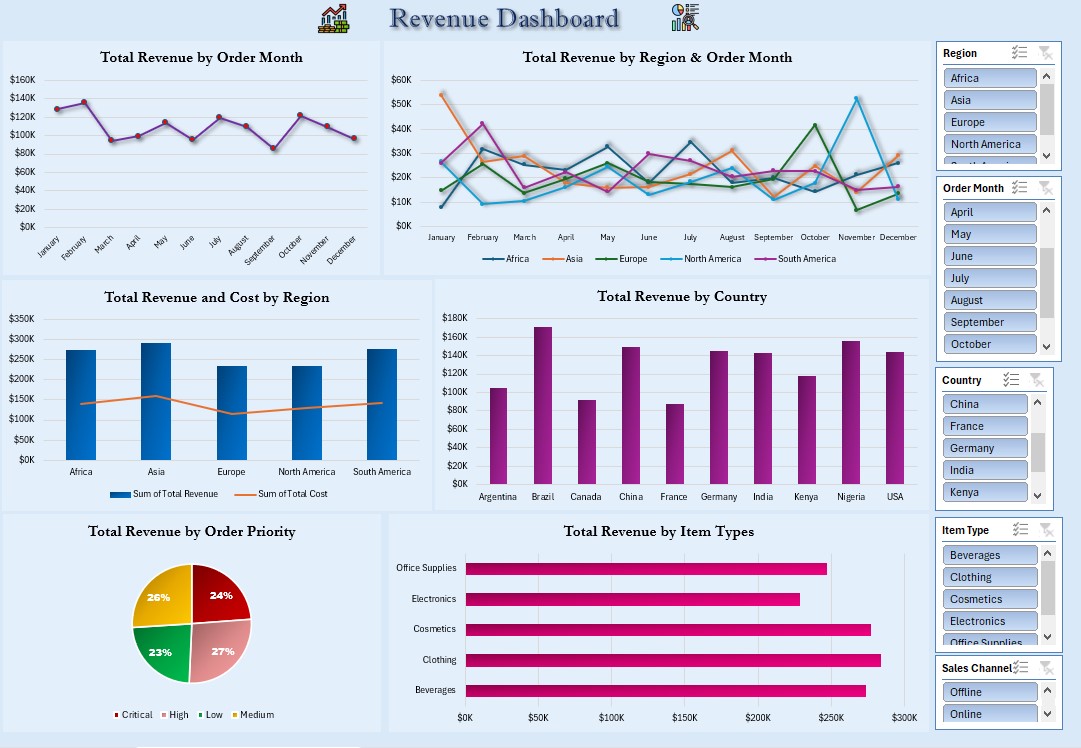 Revenue Dashboard
Total Revenue by Order Month
$160K
$140K
$120K
$100K
$80K
$60K
$40K
$20K
$0K
January February March April May June July August September October November December
Total Revenue by Region & Order Month
$60K
$50K
$40K
$30K
$20K
$10K
$0K
January February March April May June July August September October November December
Africa Asia Europe North America South America
Total Revenue and Cost by Region
$350K
$300K
$250K
$200K
$150K
$100K
$50K
$0K
Africa Asia Europe North America South America
Sum of Total Revenue Sum of Total Cost
Total Revenue by Country
$180K
$160K
$140K
$120K
$100K
$80K
$60K
$40K
$20K
$0K
Argentina Brazil Canada China France Germany India Kenya Nigeria USA
Total Revenue by Order Priority
26% 24%
23% 27%
Critical High Low Medium
Total Revenue by Item Types
Office Supplies
Electronics
Cosmetics
Clothing
Beverages
$0K $50K $100K $150K $200K $250K $300K
Region
Africa
Asia
Europe
North America
Order Month
April
May
June
July
August
September
October
Country
China
France
Germany
India
Kenya
Item Type
Beverages
Clothing
Cosmetics
Electronics
Office Supplies
Sales Channel
Offline
Online